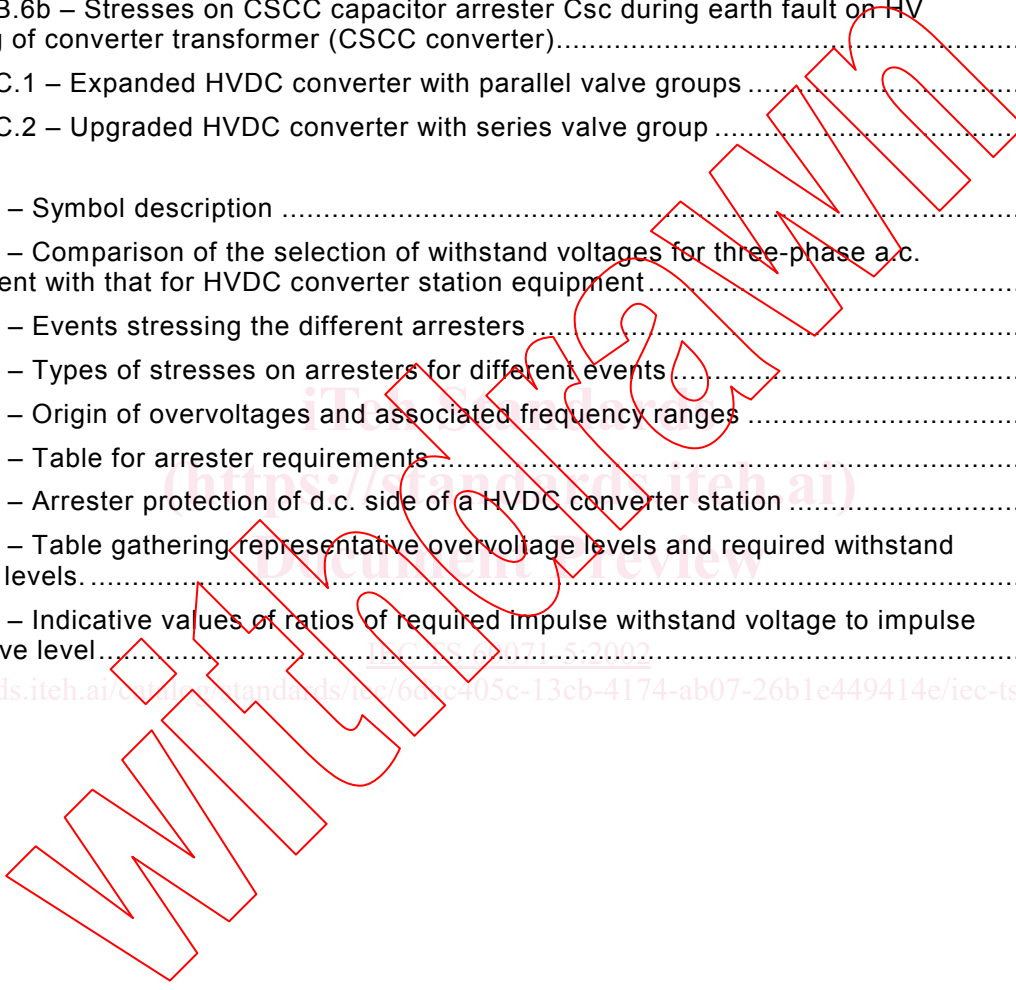 B.6b – Stresses on CSCC capacitor arrester Csc during earth fault on HV
g of converter transformer (CSCC converter)
C.1 – Expanded HVDC converter with parallel valve groups
C.2 – Upgraded HVDC converter with series valve group
– Symbol description
– Comparison of the selection of withstand voltages for three-phase a.c.
ent with that for HVDC converter station equipment
– Events stressing the different arresters
– Types of stresses on arresters for different events
iTeh Standards
– Origin of overvoltages and associated frequency ranges
– Table for arrester requirements
(https://standards.iteh.ai)
– Arrester protection of d.c. side of a HVDC converter station
– Table gathering representative overvoltage levels and required withstand
Document Preview
levels.
– Indicative values of ratios of required impulse withstand voltage to impulse
ve level
IEC TS 60071-5:2002
ds.iteh.ai/catalog/standards/iec/6dcc405c-13cb-4174-ab07-26b1e449414e/iec-ts
withdrawn